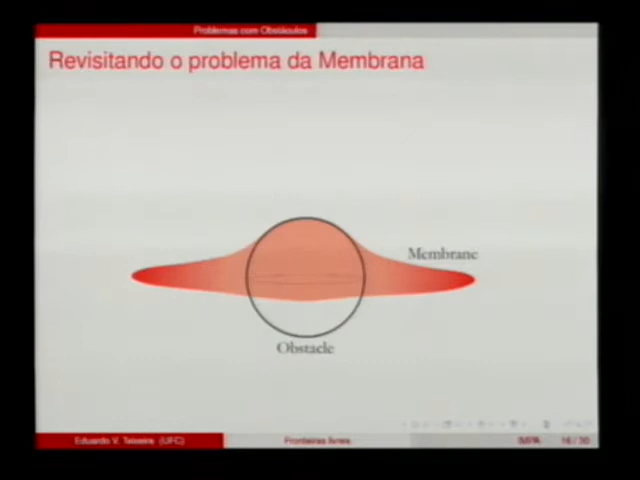 Problemas com Obstáculos
Revisitando o problema da Membrana
Membrane
Obstacle
Eduardo V. Teixeira (UFC)
Fronteiras livres
IMPA
16 / 30